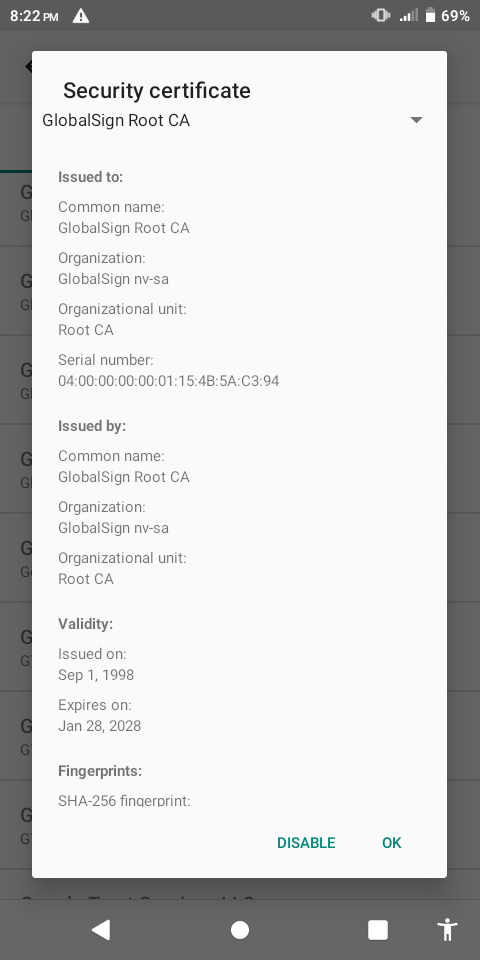 8:22 PM
69%
Security certificate
GlobalSign Root CA
Issued to:
Common name:
GlobalSign Root CA
Organization:
GlobalSign nv-sa
Organizational unit:
Root CA
Serial number:
04:00:00:00:00:01:15:4B:5A:C3:94
Issued by:
Common name:
GlobalSign Root CA
Organization:
GlobalSign nv-sa
Organizational unit:
Root CA
Validity:
Issued on:
Sep 1, 1998
Expires on:
Jan 28, 2028
Fingerprints:
SHA-256 fingerprint:
DISABLE
OK